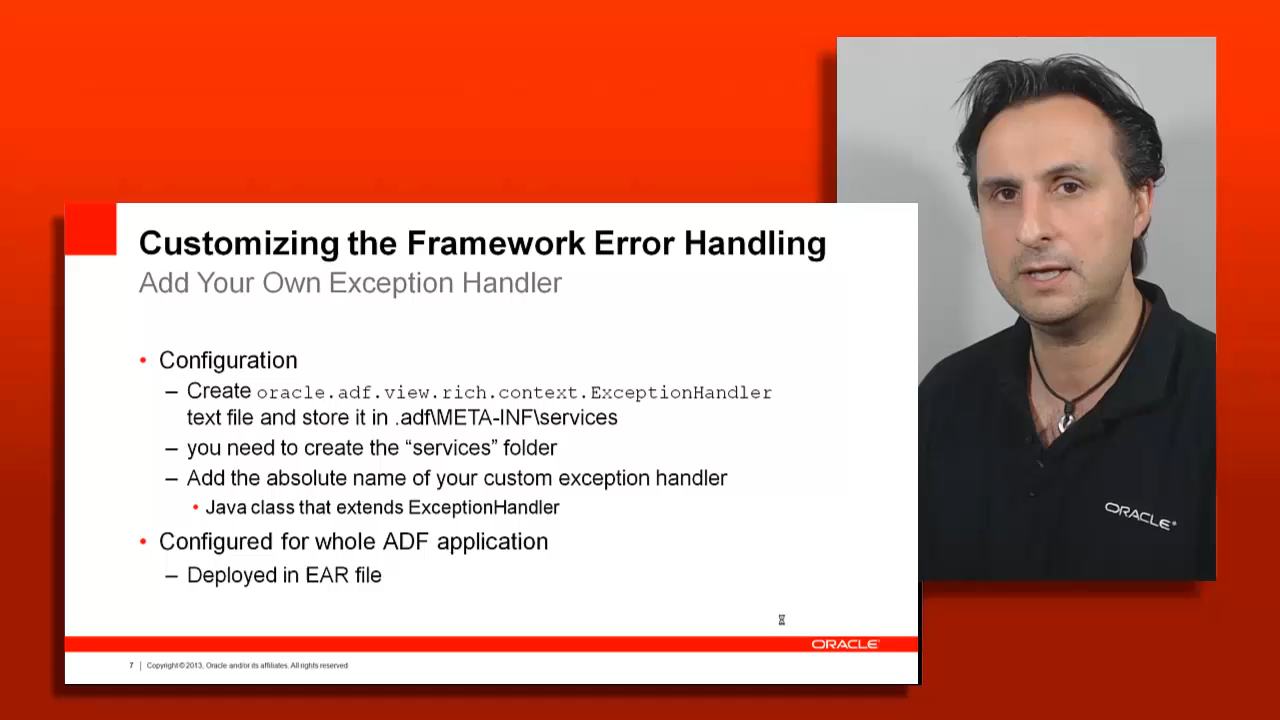 Customizing the Framework Error Handling
Add Your Own Exception Handler
• Configuration
– Create oracle.adf.view.rich.context.ExceptionHandler
text file and store it in .adf\META-INF\services
– you need to create the “services” folder
– Add the absolute name of your custom exception handler
• Java class that extends ExceptionHandler
• Configured for whole ADF application
– Deployed in EAR file
ORACLE
7 | Copyright © 2013, Oracle and/or its affiliates. All rights reserved
ORACLE